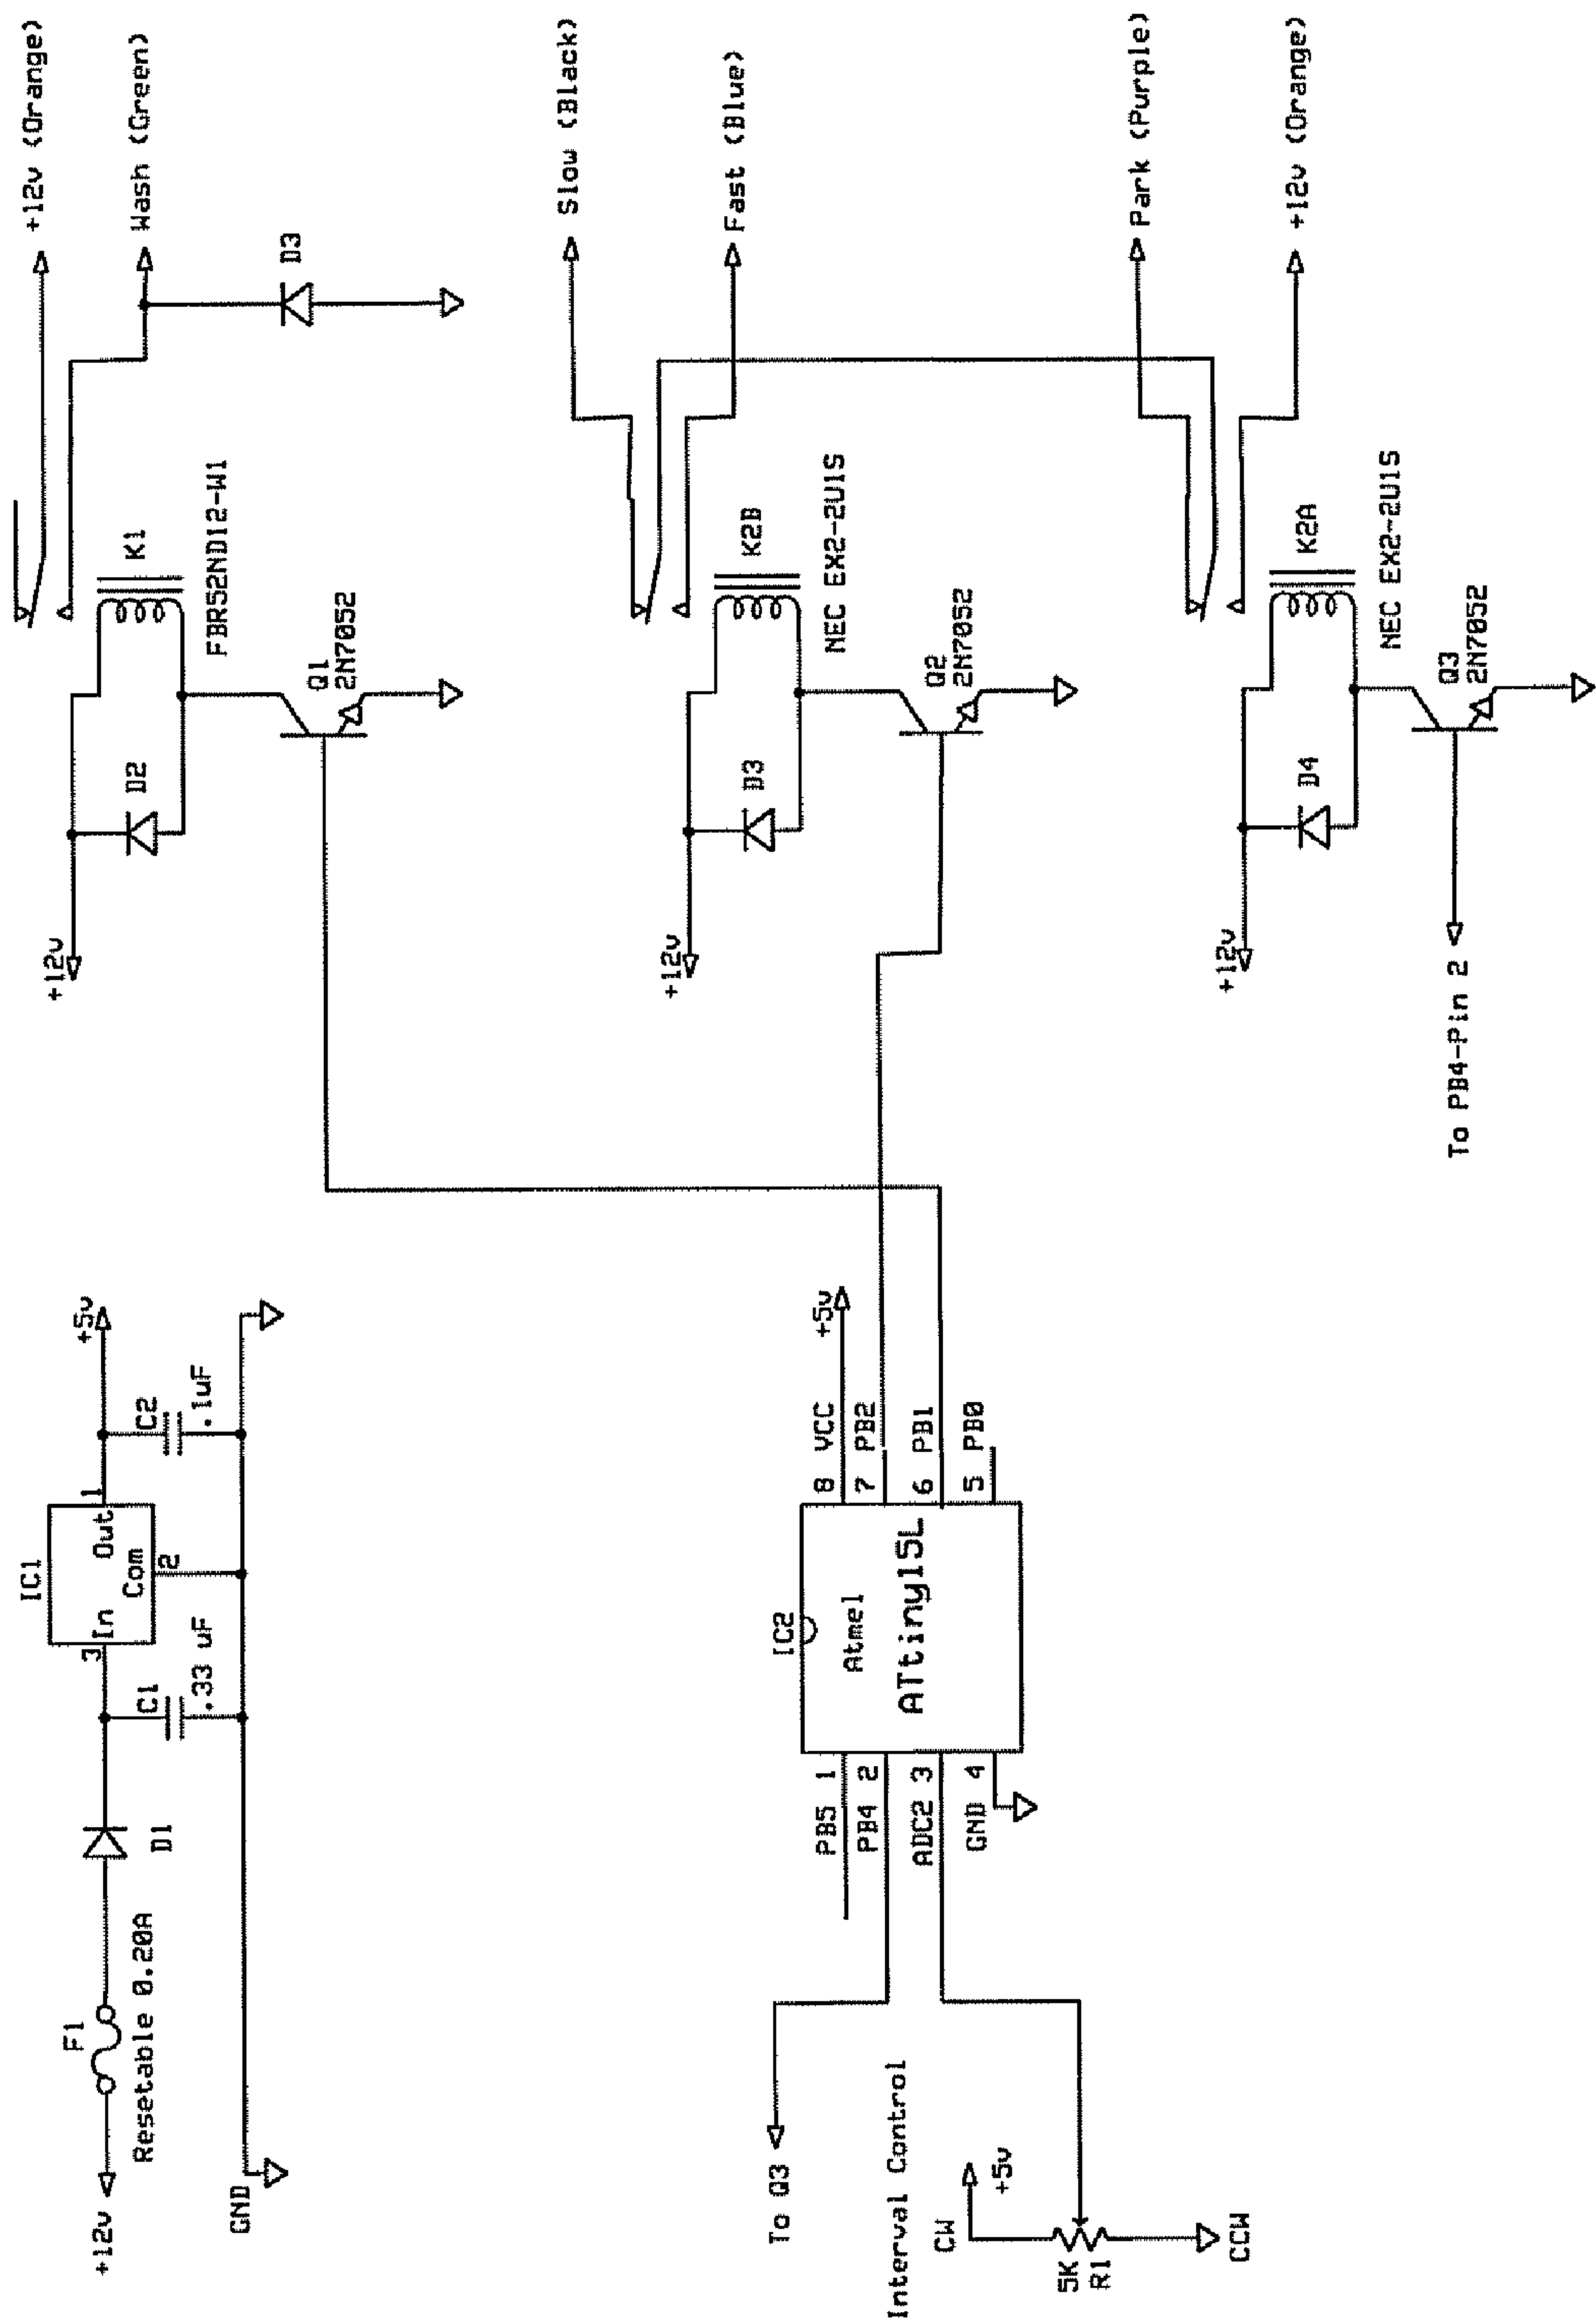 IC1
+12v
F1
Resetable 0.20A
D1
3 In
Out 1
Com
2
C1
.33 uF
C2
.1uF
+5v
GND
+12v
D2
K1
FBR52ND12-W1
Q1
2N7052
+12v (Orange)
Wash (Green)
D3
To Q3
Interval Control
CW
+5v
5K
R1
CCW
IC2
Atmel
ATtiny15L
PB5 1
PB4 2
ADC2 3
GND 4
8 VCC
7 PB2
6 PB1
5 PB0
+5v
+12v
D3
K2B
NEC EX2-2U1S
Q2
2N7052
Slow (Black)
Fast (Blue)
+12v
D4
K2A
NEC EX2-2U1S
Q3
2N7052
To PB4-Pin 2
Park (Purple)
+12v (Orange)